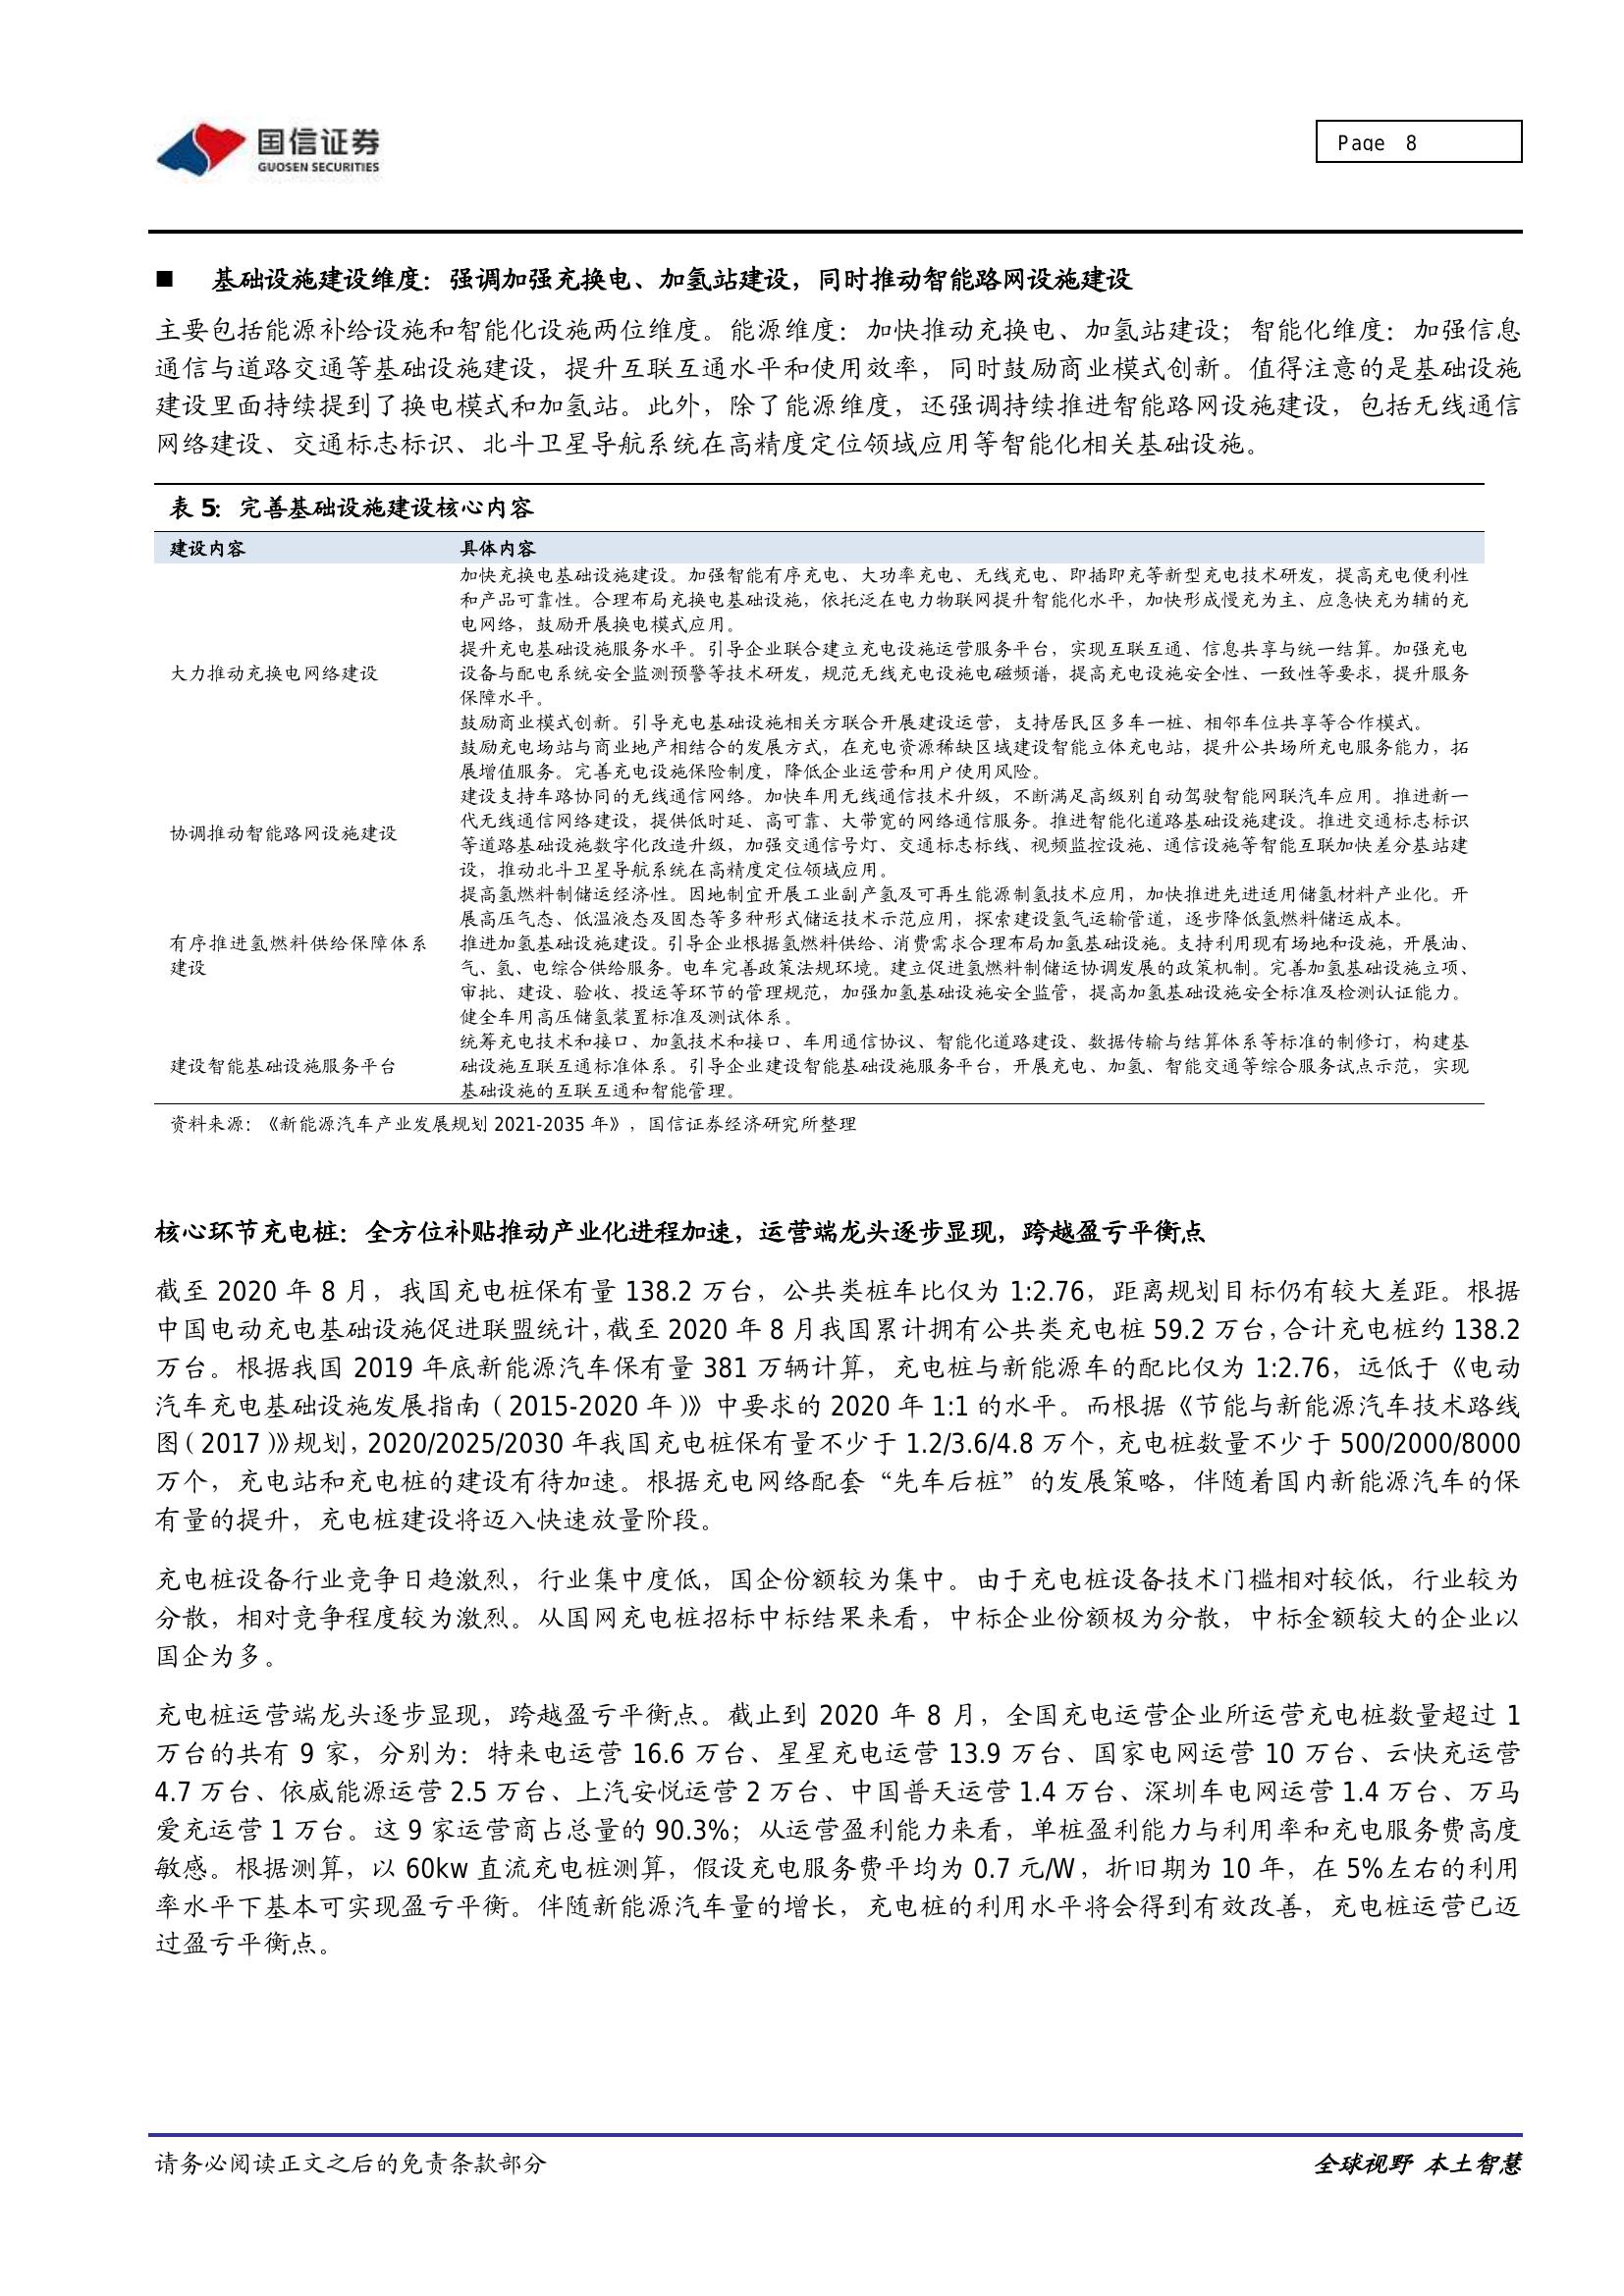 国信证券
GUOSEN SECURITIES
Page 8
■ 基础设施建设维度：强调加强充换电、加氢站建设，同时推动智能路网设施建设
主要包括能源补给设施和智能化设施两位维度。能源维度：加快推动充换电、加氢站建设；智能化维度：加强信息
通信与道路交通等基础设施建设，提升互联互通水平和使用效率，同时鼓励商业模式创新。值得注意的是基础设施
建设里面持续提到了换电模式和加氢站。此外，除了能源维度，还强调持续推进智能路网设施建设，包括无线通信
网络建设、交通标志标识、北斗卫星导航系统在高精度定位领域应用等智能化相关基础设施。
表 5：完善基础设施建设核心内容
建设内容 具体内容
加快充换电基础设施建设。加强智能有序充电、大功率充电、无线充电、即插即充等新型充电技术研发，提高充电便利性
和产品可靠性。合理布局充换电基础设施，依托泛在电力物联网提升智能化水平，加快形成慢充为主、应急快充为辅的充
电网络，鼓励开展换电模式应用。
提升充电基础设施服务水平。引导企业联合建立充电设施运营服务平台，实现互联互通、信息共享与统一结算。加强充电
大力推动充换电网络建设 设备与配电系统安全监测预警等技术研发，规范无线充电设施电磁频谱，提高充电设施安全性、一致性等要求，提升服务
保障水平。
鼓励商业模式创新。引导充电基础设施相关方联合开展建设运营，支持居民区多车一桩、相邻车位共享等合作模式。
鼓励充电场站与商业地产相结合的发展方式，在充电资源稀缺区域建设智能立体充电站，提升公共场所充电服务能力，拓
展增值服务。完善充电设施保险制度，降低企业运营和用户使用风险。
建设支持车路协同的无线通信网络。加快车用无线通信技术升级，不断满足高级别自动驾驶智能网联汽车应用。推进新一
代无线通信网络建设，提供低时延、高可靠、大带宽的网络通信服务。推进智能化道路基础设施建设。推进交通标志标识
协调推动智能路网设施建设 等道路基础设施数字化改造升级，加强交通信号灯、交通标志标线、视频监控设施、通信设施等智能互联加快差分基站建
设，推动北斗卫星导航系统在高精度定位领域应用。
提高氢燃料制储运经济性。因地制宜开展工业副产氢及可再生能源制氢技术应用，加快推进先进适用储氢材料产业化。开
展高压气态、低温液态及固态等多种形式储运技术示范应用，探索建设氢气运输管道，逐步降低氢燃料储运成本。
有序推进氢燃料供给保障体系 推进加氢基础设施建设。引导企业根据氢燃料供给、消费需求合理布局加氢基础设施。支持利用现有场地和设施，开展油、
建设 气、氢、电综合供给服务。电车完善政策法规环境。建立促进氢燃料制储运协调发展的政策机制。完善加氢基础设施立项、
审批、建设、验收、投运等环节的管理规范，加强加氢基础设施安全监管，提高加氢基础设施安全标准及检测认证能力。
健全车用高压储氢装置标准及测试体系。
统筹充电技术和接口、加氢技术和接口、车用通信协议、智能化道路建设、数据传输与结算体系等标准的制修订，构建基
建设智能基础设施服务平台 础设施互联互通标准体系。引导企业建设智能基础设施服务平台，开展充电、加氢、智能交通等综合服务试点示范，实现
基础设施的互联互通和智能管理。
资料来源：《新能源汽车产业发展规划 2021-2035 年》，国信证券经济研究所整理
核心环节充电桩：全方位补贴推动产业化进程加速，运营端龙头逐步显现，跨越盈亏平衡点
截至 2020 年 8 月，我国充电桩保有量 138.2 万台，公共类桩车比仅为 1:2.76，距离规划目标仍有较大差距。根据
中国电动充电基础设施促进联盟统计，截至 2020 年 8 月我国累计拥有公共类充电桩 59.2 万台，合计充电桩约 138.2
万台。根据我国 2019 年底新能源汽车保有量 381 万辆计算，充电桩与新能源车的配比仅为 1:2.76，远低于《电动
汽车充电基础设施发展指南（2015-2020 年）》中要求的 2020 年 1:1 的水平。而根据《节能与新能源汽车技术路线
图（2017）》规划，2020/2025/2030 年我国充电桩保有量不少于 1.2/3.6/4.8 万个，充电桩数量不少于 500/2000/8000
万个，充电站和充电桩的建设有待加速。根据充电网络配套“先车后桩”的发展策略，伴随着国内新能源汽车的保
有量的提升，充电桩建设将迈入快速放量阶段。
充电桩设备行业竞争日趋激烈，行业集中度低，国企份额较为集中。由于充电桩设备技术门槛相对较低，行业较为
分散，相对竞争程度较为激烈。从国网充电桩招标中标结果来看，中标企业份额极为分散，中标金额较大的企业以
国企为多。
充电桩运营端龙头逐步显现，跨越盈亏平衡点。截止到 2020 年 8 月，全国充电运营企业所运营充电桩数量超过 1
万台的共有 9 家，分别为：特来电运营 16.6 万台、星星充电运营 13.9 万台、国家电网运营 10 万台、云快充运营
4.7 万台、依威能源运营 2.5 万台、上汽安悦运营 2 万台、中国普天运营 1.4 万台、深圳车电网运营 1.4 万台、万马
爱充运营 1 万台。这 9 家运营商占总量的 90.3%；从运营盈利能力来看，单桩盈利能力与利用率和充电服务费高度
敏感。根据测算，以 60kw 直流充电桩测算，假设充电服务费平均为 0.7 元/W，折旧期为 10 年，在 5%左右的利用
率水平下基本可实现盈亏平衡。伴随新能源汽车量的增长，充电桩的利用水平将会得到有效改善，充电桩运营已迈
过盈亏平衡点。
请务必阅读正文之后的免责条款部分 全球视野 本土智慧